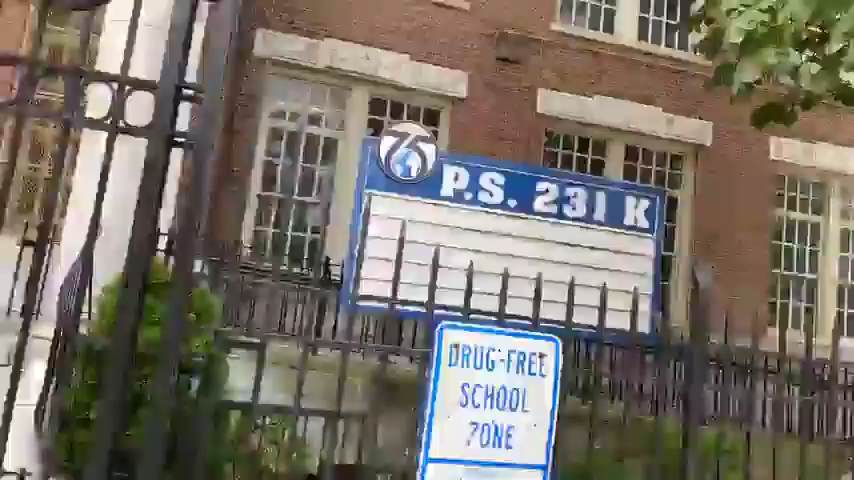 75
P.S. 231 K
DRUG-FREE
SCHOOL
ZONE